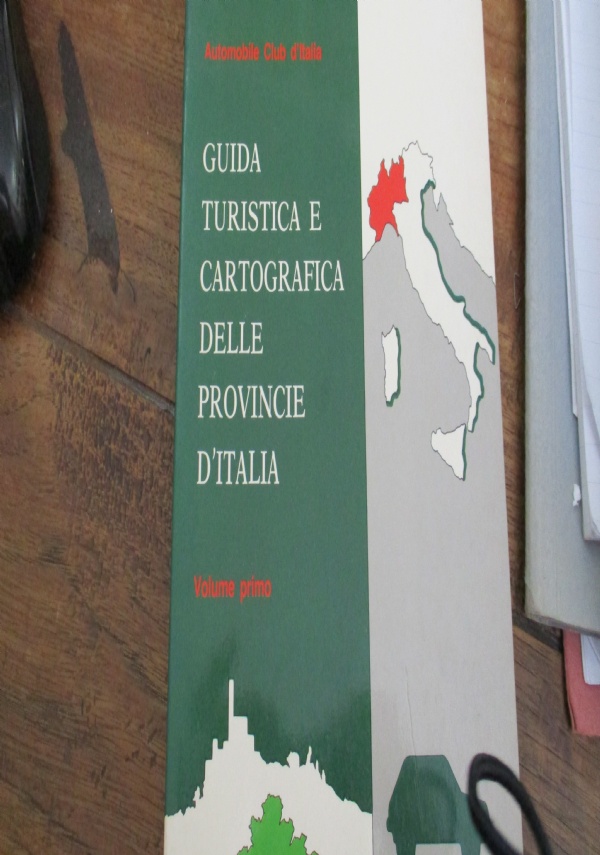 Automobile Club d'Italia
GUIDA
TURISTICA E
CARTOGRAFICA
DELLE
PROVINCIE
D'ITALIA
Volume primo